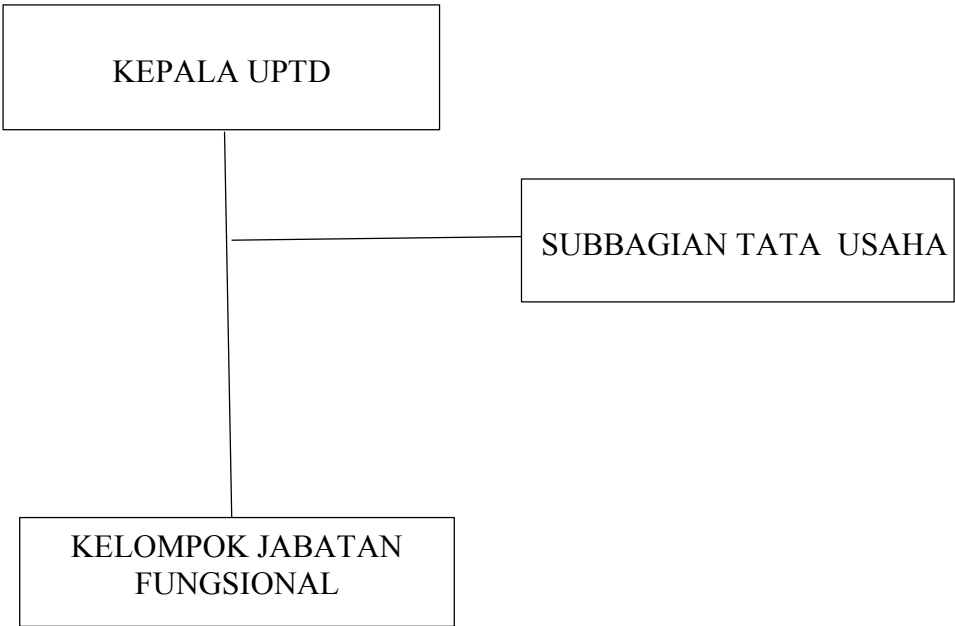 KEPALA UPTD
SUBBAGIAN TATA  USAHA
KELOMPOK JABATAN
FUNGSIONAL